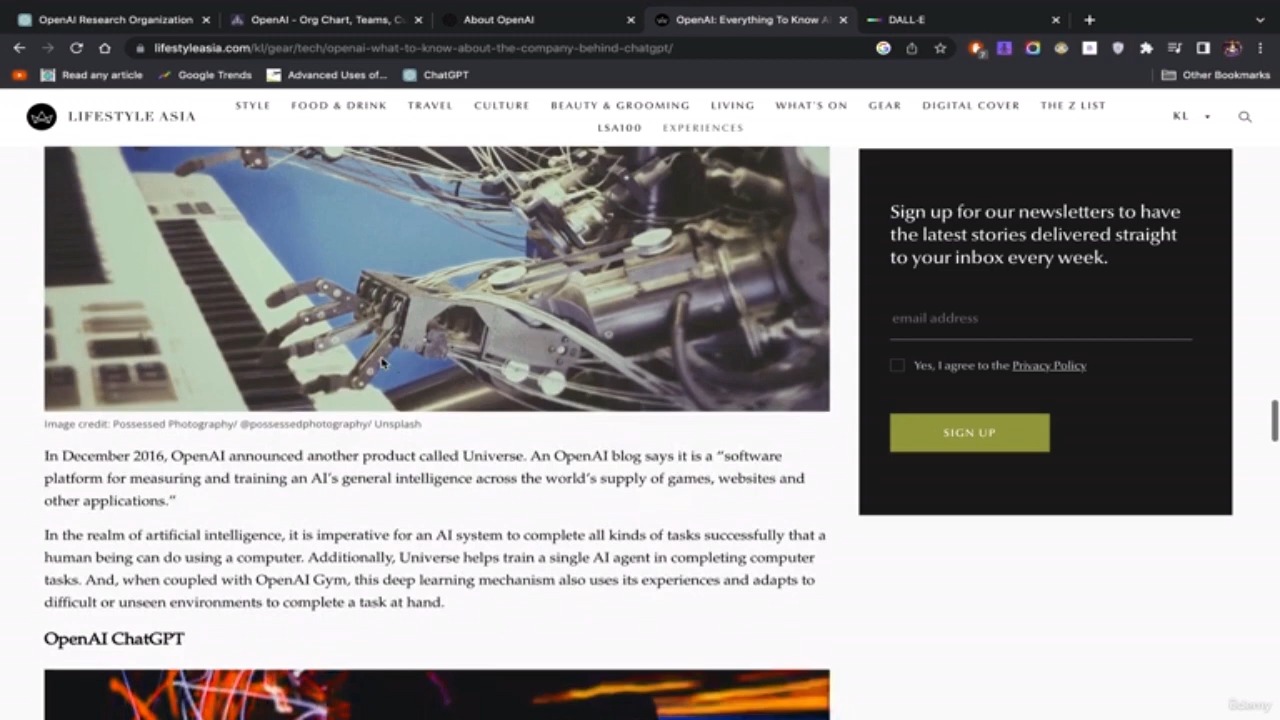 OpenAI Research Organization
OpenAI - Org Chart, Teams, Cu
About OpenAI
OpenAI: Everything To Know A
DALL·E
lifestyleasia.com/kl/gear/tech/openai-what-to-know-about-the-company-behind-chatgpt/
Read any article
Google Trends
Advanced Uses of...
ChatGPT
Other Bookmarks
LIFESTYLE ASIA
STYLE FOOD & DRINK TRAVEL CULTURE BEAUTY & GROOMING LIVING WHAT'S ON GEAR DIGITAL COVER THE Z LIST
LSA100 EXPERIENCES
KL
Image credit: Possessed Photography/ @possessedphotography/ Unsplash
In December 2016, OpenAI announced another product called Universe. An OpenAI blog says it is a “software
platform for measuring and training an AI’s general intelligence across the world’s supply of games, websites and
other applications.”
In the realm of artificial intelligence, it is imperative for an AI system to complete all kinds of tasks successfully that a
human being can do using a computer. Additionally, Universe helps train a single AI agent in completing computer
tasks. And, when coupled with OpenAI Gym, this deep learning mechanism also uses its experiences and adapts to
difficult or unseen environments to complete a task at hand.
OpenAI ChatGPT
Sign up for our newsletters to have
the latest stories delivered straight
to your inbox every week.
email address
Yes, I agree to the Privacy Policy
SIGN UP